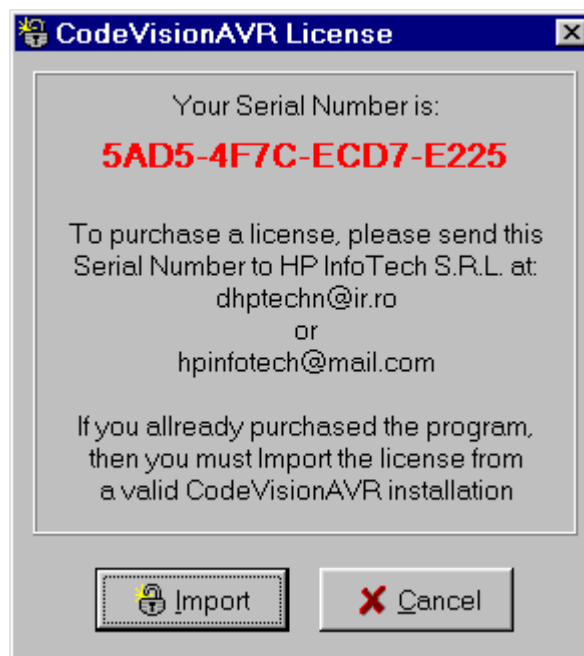 CodeVisionAVR License
Your Serial Number is:
5AD5-4F7C-ECD7-E225
To purchase a license, please send this
Serial Number to HP InfoTech S.R.L. at:
dhptechn@ir.ro
or
hpinfotech@mail.com
If you allready purchased the program,
then you must Import the license from
a valid CodeVisionAVR installation
Import
Cancel